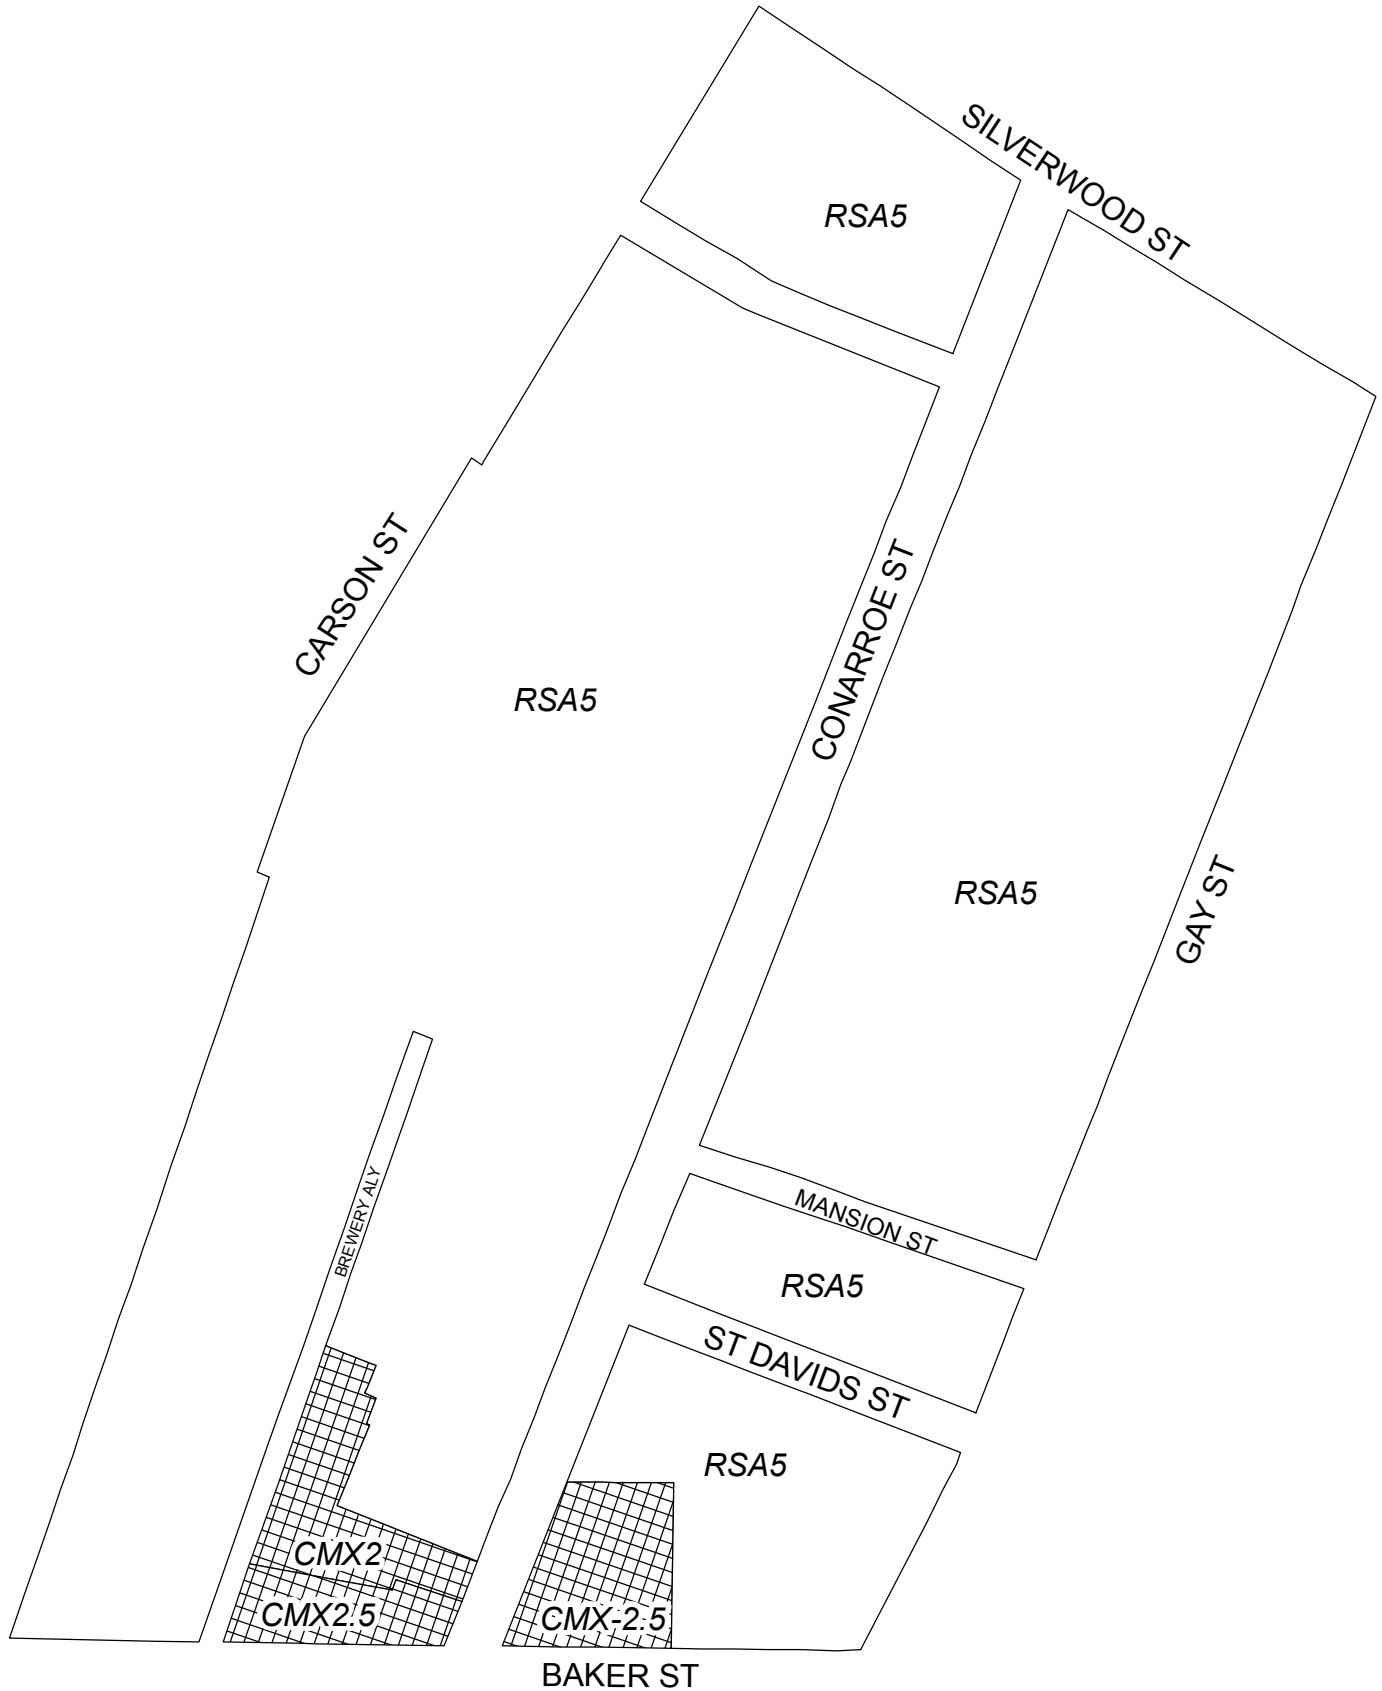 SILVERWOOD ST
RSA5
CARSON ST
CONARROE ST
RSA5
RSA5
GAY ST
BREWERY ALY
MANSION ST
RSA5
ST DAVIDS ST
RSA5
CMX2
CMX2.5
CMX-2.5
BAKER ST